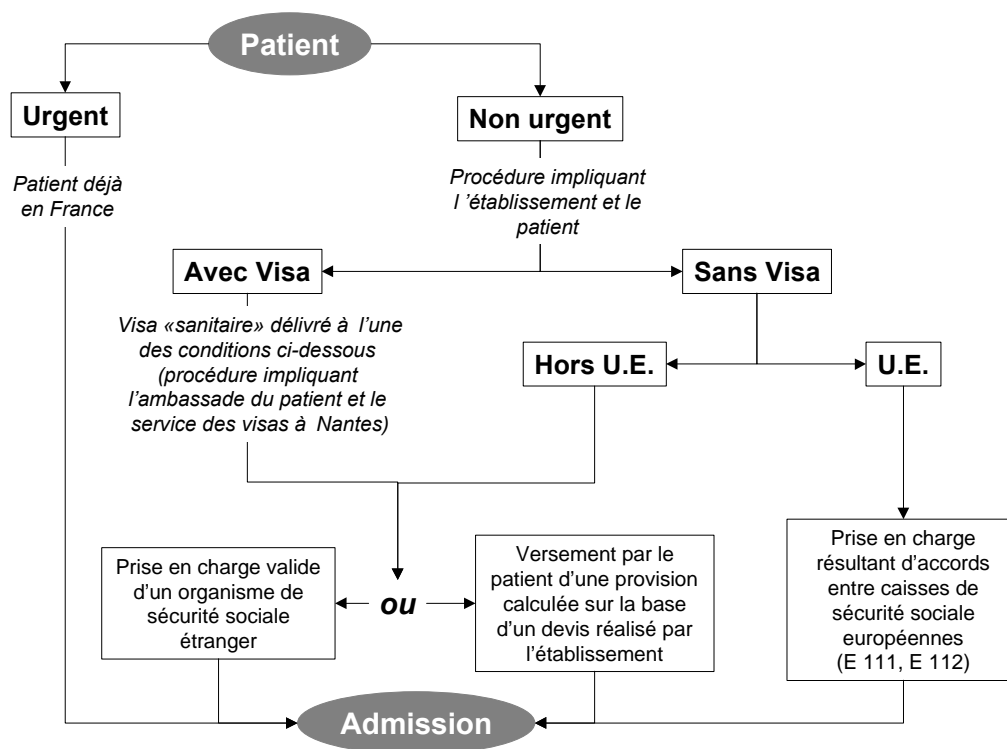 Patient
Urgent
Non urgent
Patient déjà
en France
Procédure impliquant
l ’établissement et le
patient
Avec Visa
Sans Visa
Visa «sanitaire» délivré à l’une
des conditions ci-dessous
(procédure impliquant
l’ambassade du patient et le
service des visas à Nantes)
Hors U.E.
U.E.
Prise en charge valide
d’un organisme de
sécurité sociale
étranger
ou
Versement par le
patient d’une provision
calculée sur la base
d’un devis réalisé par
l’établissement
Prise en charge
résultant d’accords
entre caisses de
sécurité sociale
européennes
(E 111, E 112)
Admission